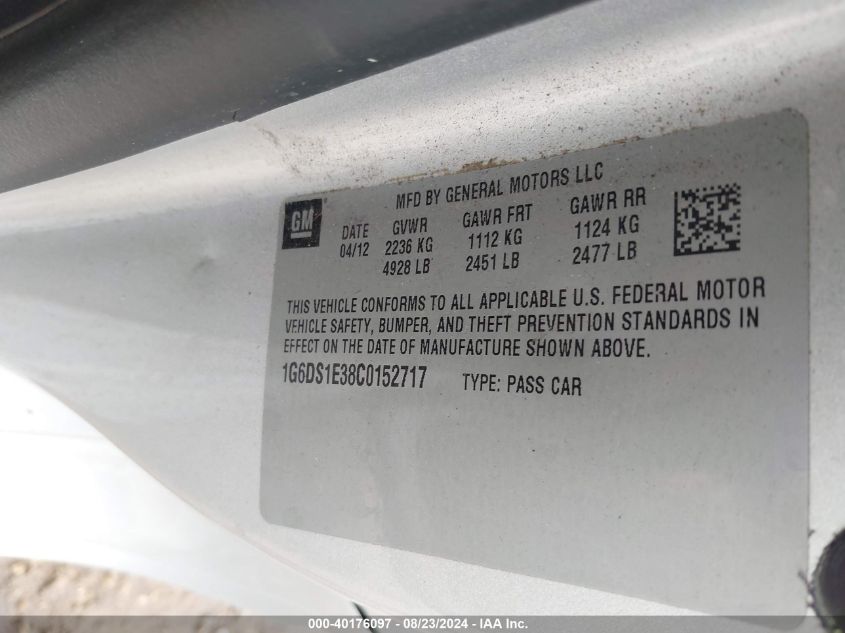 MFD BY GENERAL MOTORS LLC
GM
DATE GVWR GAWR FRT GAWR RR
04/12 2236 KG 1112 KG 1124 KG
4928 LB 2451 LB 2477 LB
THIS VEHICLE CONFORMS TO ALL APPLICABLE U.S. FEDERAL MOTOR
VEHICLE SAFETY, BUMPER, AND THEFT PREVENTION STANDARDS IN
EFFECT ON THE DATE OF MANUFACTURE SHOWN ABOVE.
1G6DS1E38C0152717 TYPE: PASS CAR
000-40176097 - 08/23/2024 - IAA Inc.